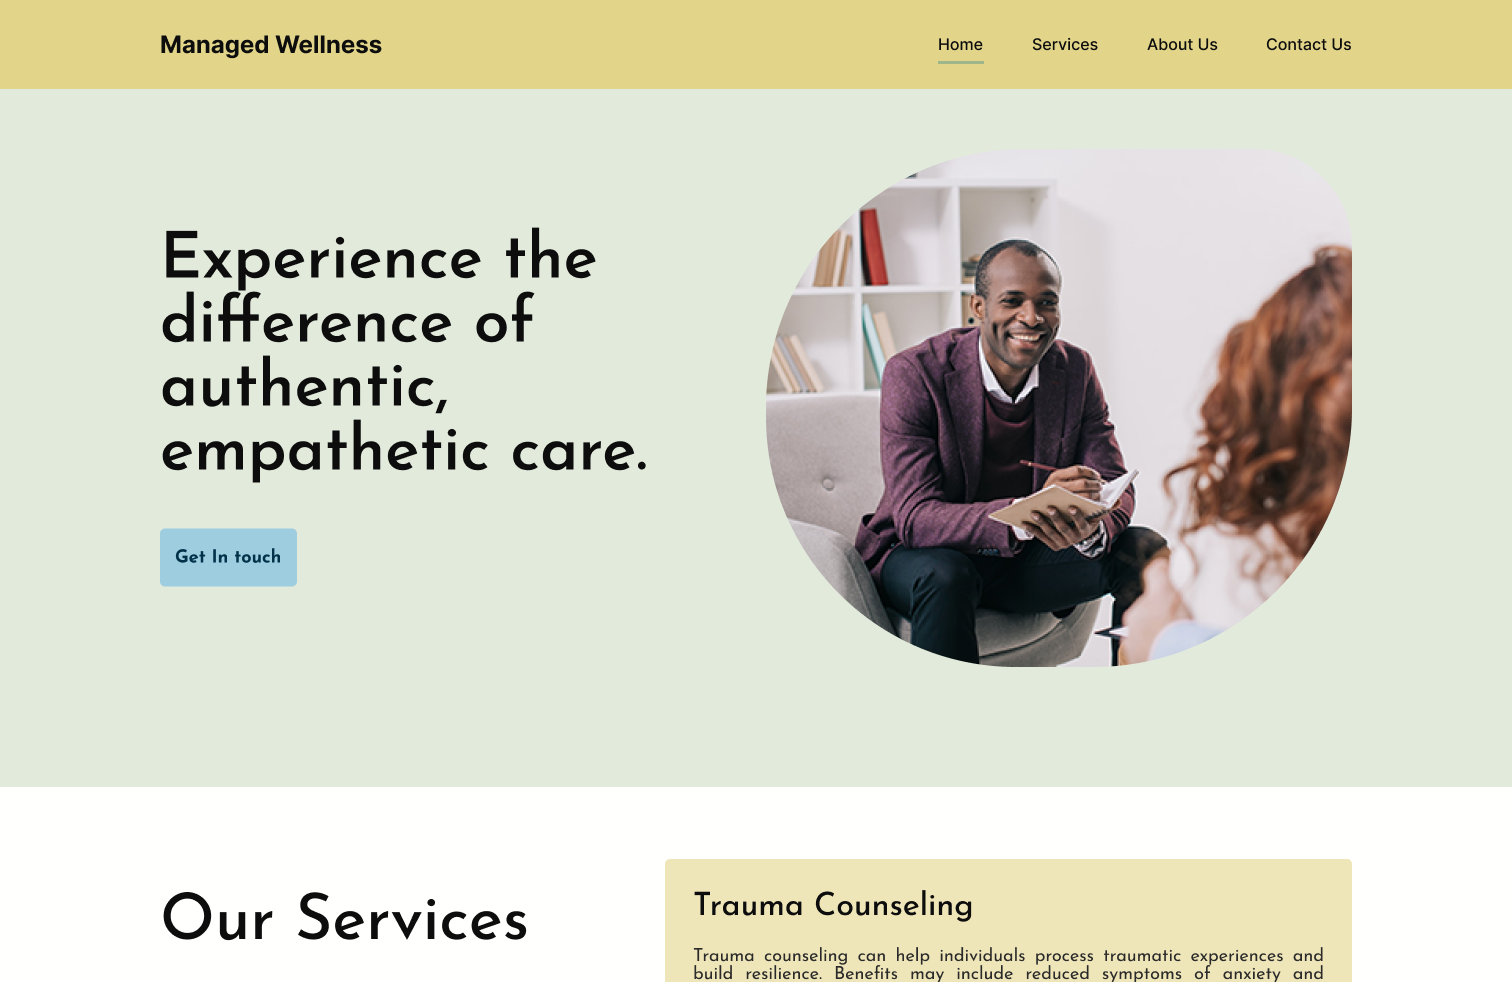 Managed Wellness
Home Services About Us Contact Us
Experience the
difference of
authentic,
empathetic care.
Get In touch
Our Services
Trauma Counseling
Trauma counseling can help individuals process traumatic experiences and
build resilience. Benefits may include reduced symptoms of anxiety and